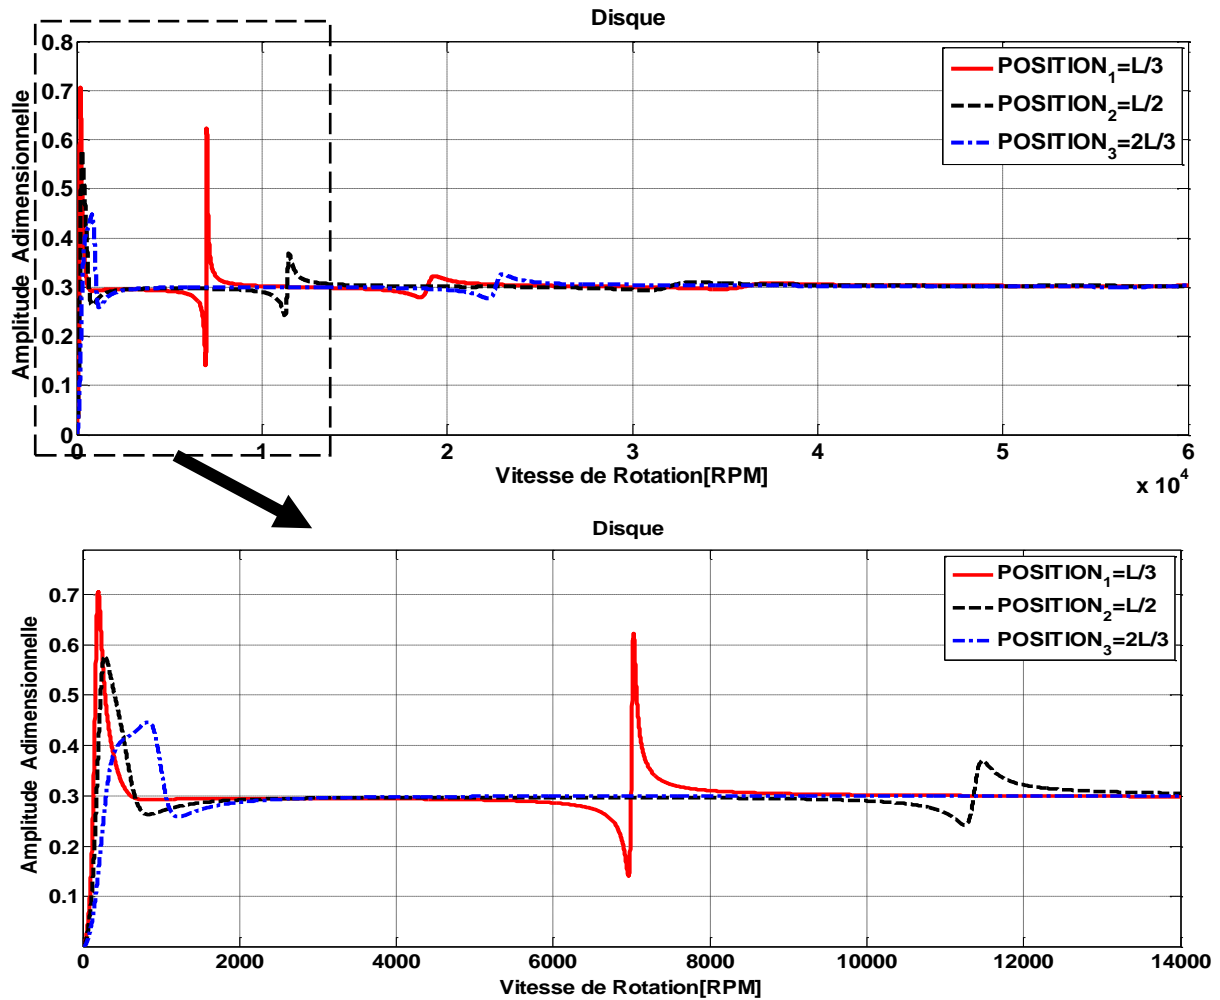 Disque
0.8
0.7
0.6
0.5
0.4
0.3
0.2
0.1
0
Amplitude Adimensionnelle
POSITION1=L/3
POSITION2=L/2
POSITION3=2L/3
0 1 2 3 4 5 6
Vitesse de Rotation[RPM]
x 10^4
Disque
0.7
0.6
0.5
0.4
0.3
0.2
0.1
Amplitude Adimensionnelle
POSITION1=L/3
POSITION2=L/2
POSITION3=2L/3
0 2000 4000 6000 8000 10000 12000 14000
Vitesse de Rotation[RPM]